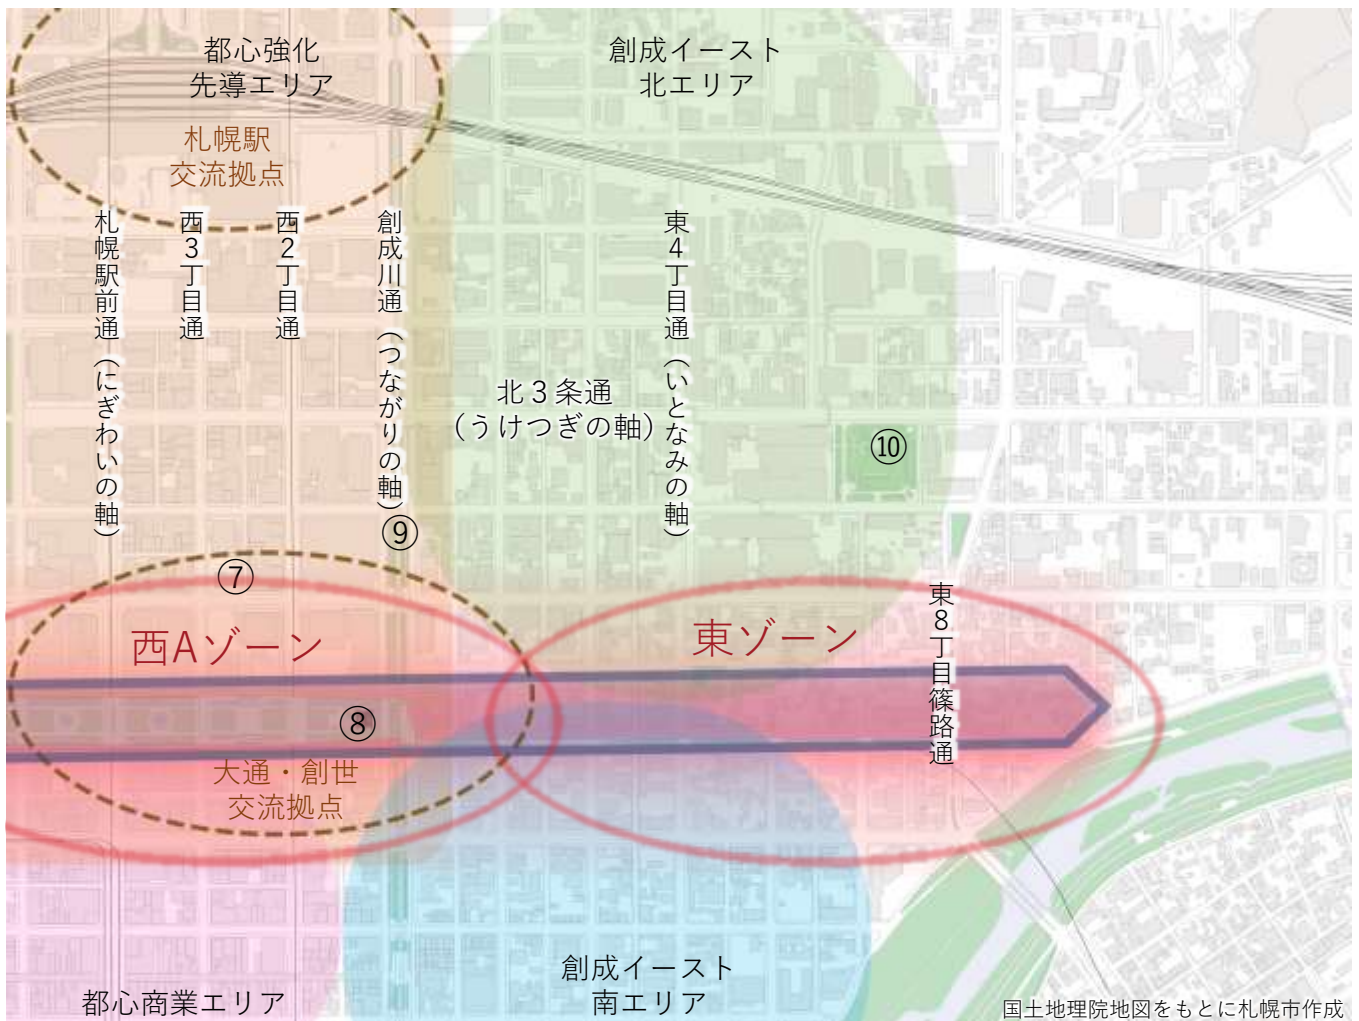 都心強化
先導エリア
創成イースト
北エリア
札幌駅
交流拠点
札幌駅前通（にぎわいの軸）
西3丁目通
西2丁目通
創成川通（つながりの軸）
東4丁目通（いとなみの軸）
北３条通
（うけつぎの軸）
⑩
⑨
⑦
西Aゾーン
東ゾーン
東8丁目篠路通
⑧
大通・創世
交流拠点
創成イースト
南エリア
都心商業エリア
国土地理院地図をもとに札幌市作成